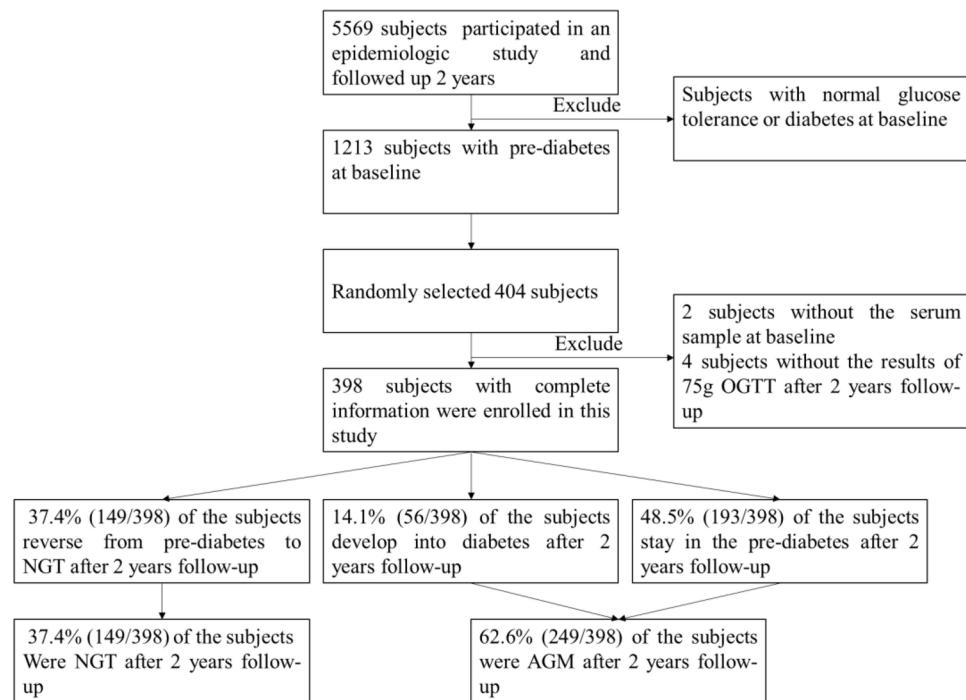 5569 subjects participated in an
epidemiologic study and
followed up 2 years
Exclude
Subjects with normal glucose
tolerance or diabetes at baseline
1213 subjects with pre-diabetes
at baseline
Randomly selected 404 subjects
Exclude
2 subjects without the serum
sample at baseline
4 subjects without the results of
75g OGTT after 2 years follow-
up
398 subjects with complete
information were enrolled in this
study
37.4% (149/398) of the subjects
reverse from pre-diabetes to
NGT after 2 years follow-up
14.1% (56/398) of the subjects
develop into diabetes after 2
years follow-up
48.5% (193/398) of the subjects
stay in the pre-diabetes after 2
years follow-up
37.4% (149/398) of the subjects
Were NGT after 2 years follow-
up
62.6% (249/398) of the subjects
were AGM after 2 years follow-
up